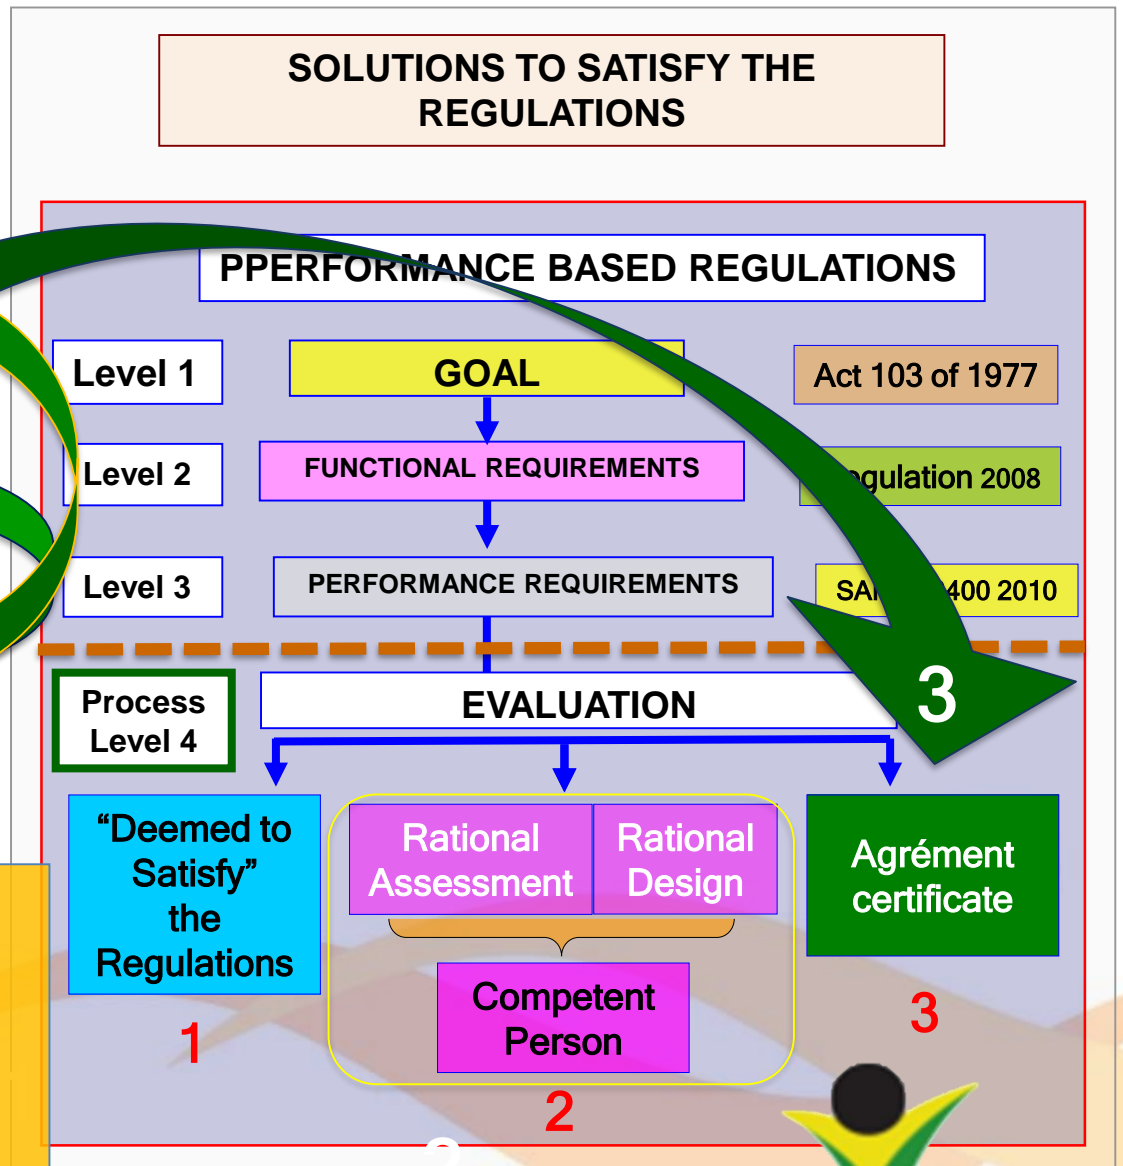 SOLUTIONS TO SATISFY THE
REGULATIONS
PPERFORMANCE BASED REGULATIONS
Level 1
GOAL
Act 103 of 1977
Level 2
FUNCTIONAL REQUIREMENTS
2008
Level 3
PERFORMANCE REQUIREMENTS
2010
Process
Level 4
EVALUATION
3
“Deemed to
Satisfy”
the
Regulations
1
Rational
Assessment
Rational
Design
Competent
Person
2
Agrément
certificate
3